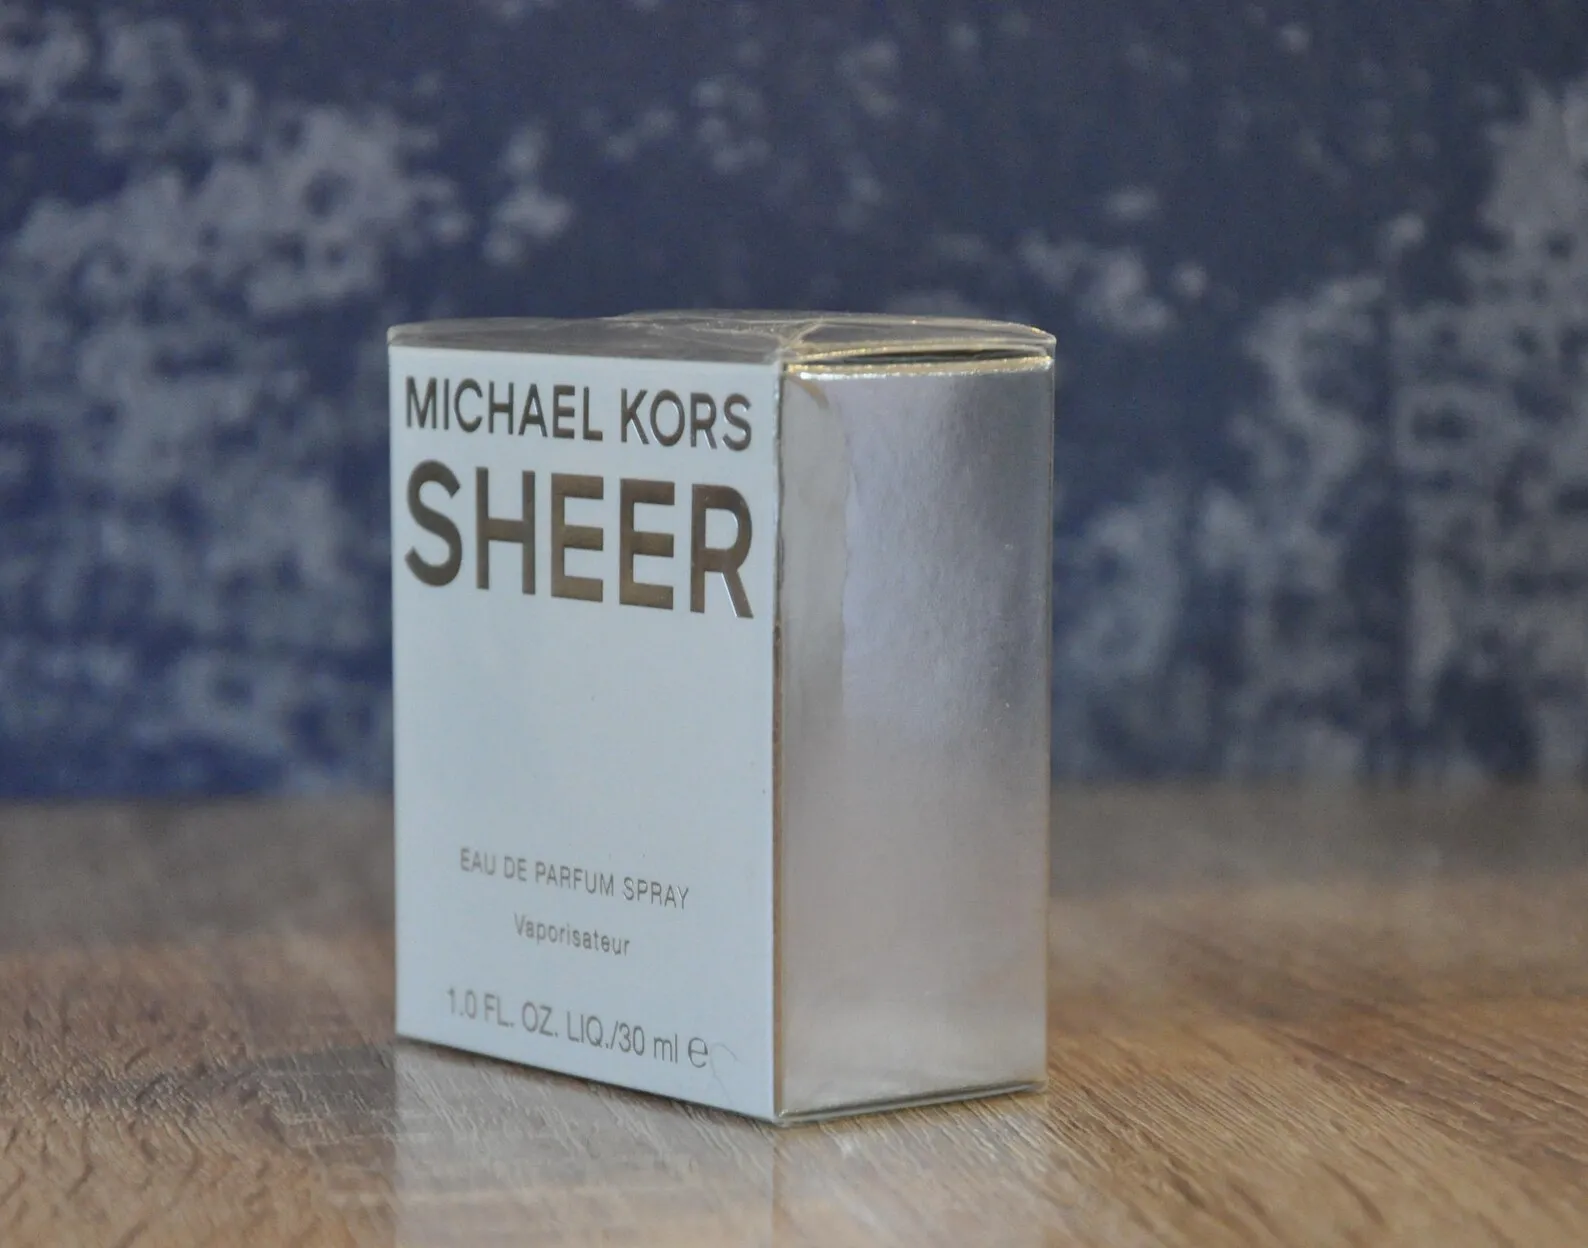 MICHAEL KORS
SHEER
EAU DE PARFUM SPRAY
Vaporisateur
1.0 FL. OZ. LIQ./30 ml ℮